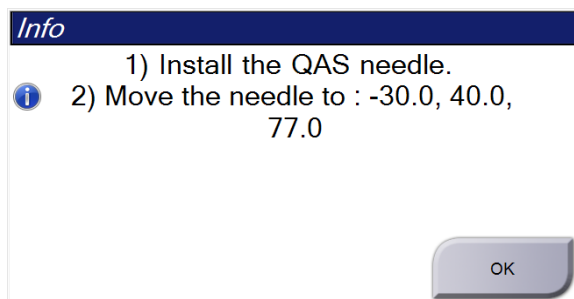 Info
1) Install the QAS needle.
2) Move the needle to : -30.0, 40.0,
77.0
OK